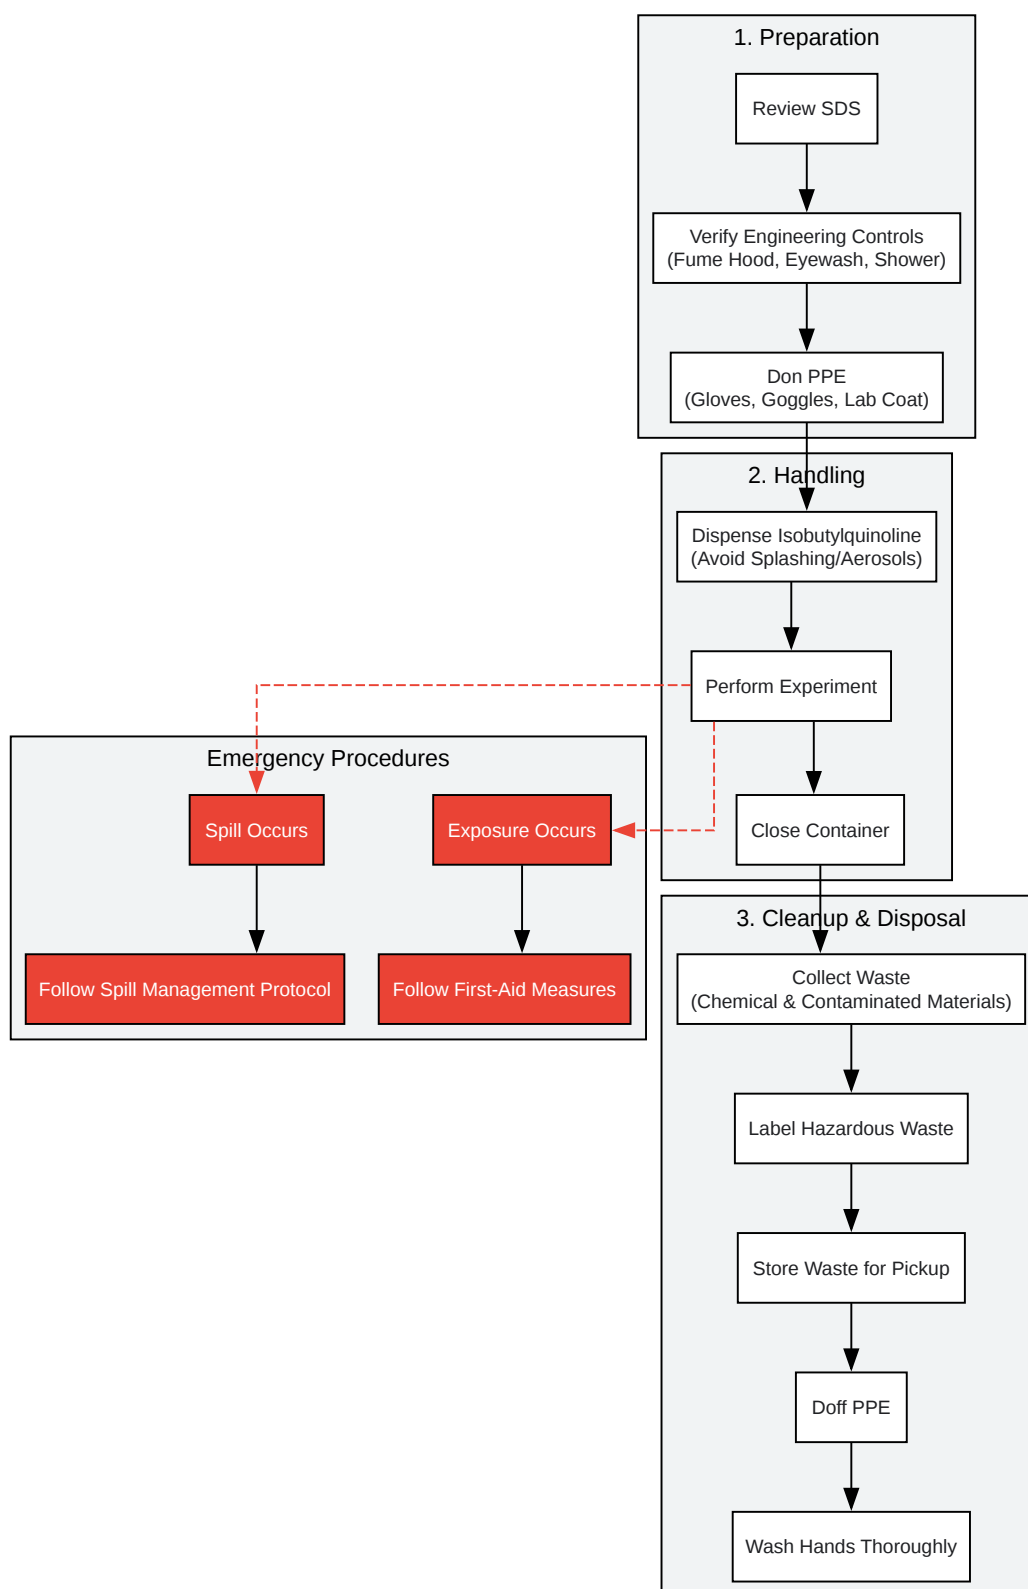 1. Preparation
Review SDS
Verify Engineering Controls
(Fume Hood, Eyewash, Shower)
Don PPE
(Gloves, Goggles, Lab Coat)
2. Handling
Dispense Isobutylquinoline
(Avoid Splashing/Aerosols)
Perform Experiment
Close Container
Emergency Procedures
Spill Occurs
Exposure Occurs
Follow Spill Management Protocol
Follow First-Aid Measures
3. Cleanup & Disposal
Collect Waste
(Chemical & Contaminated Materials)
Label Hazardous Waste
Store Waste for Pickup
Doff PPE
Wash Hands Thoroughly